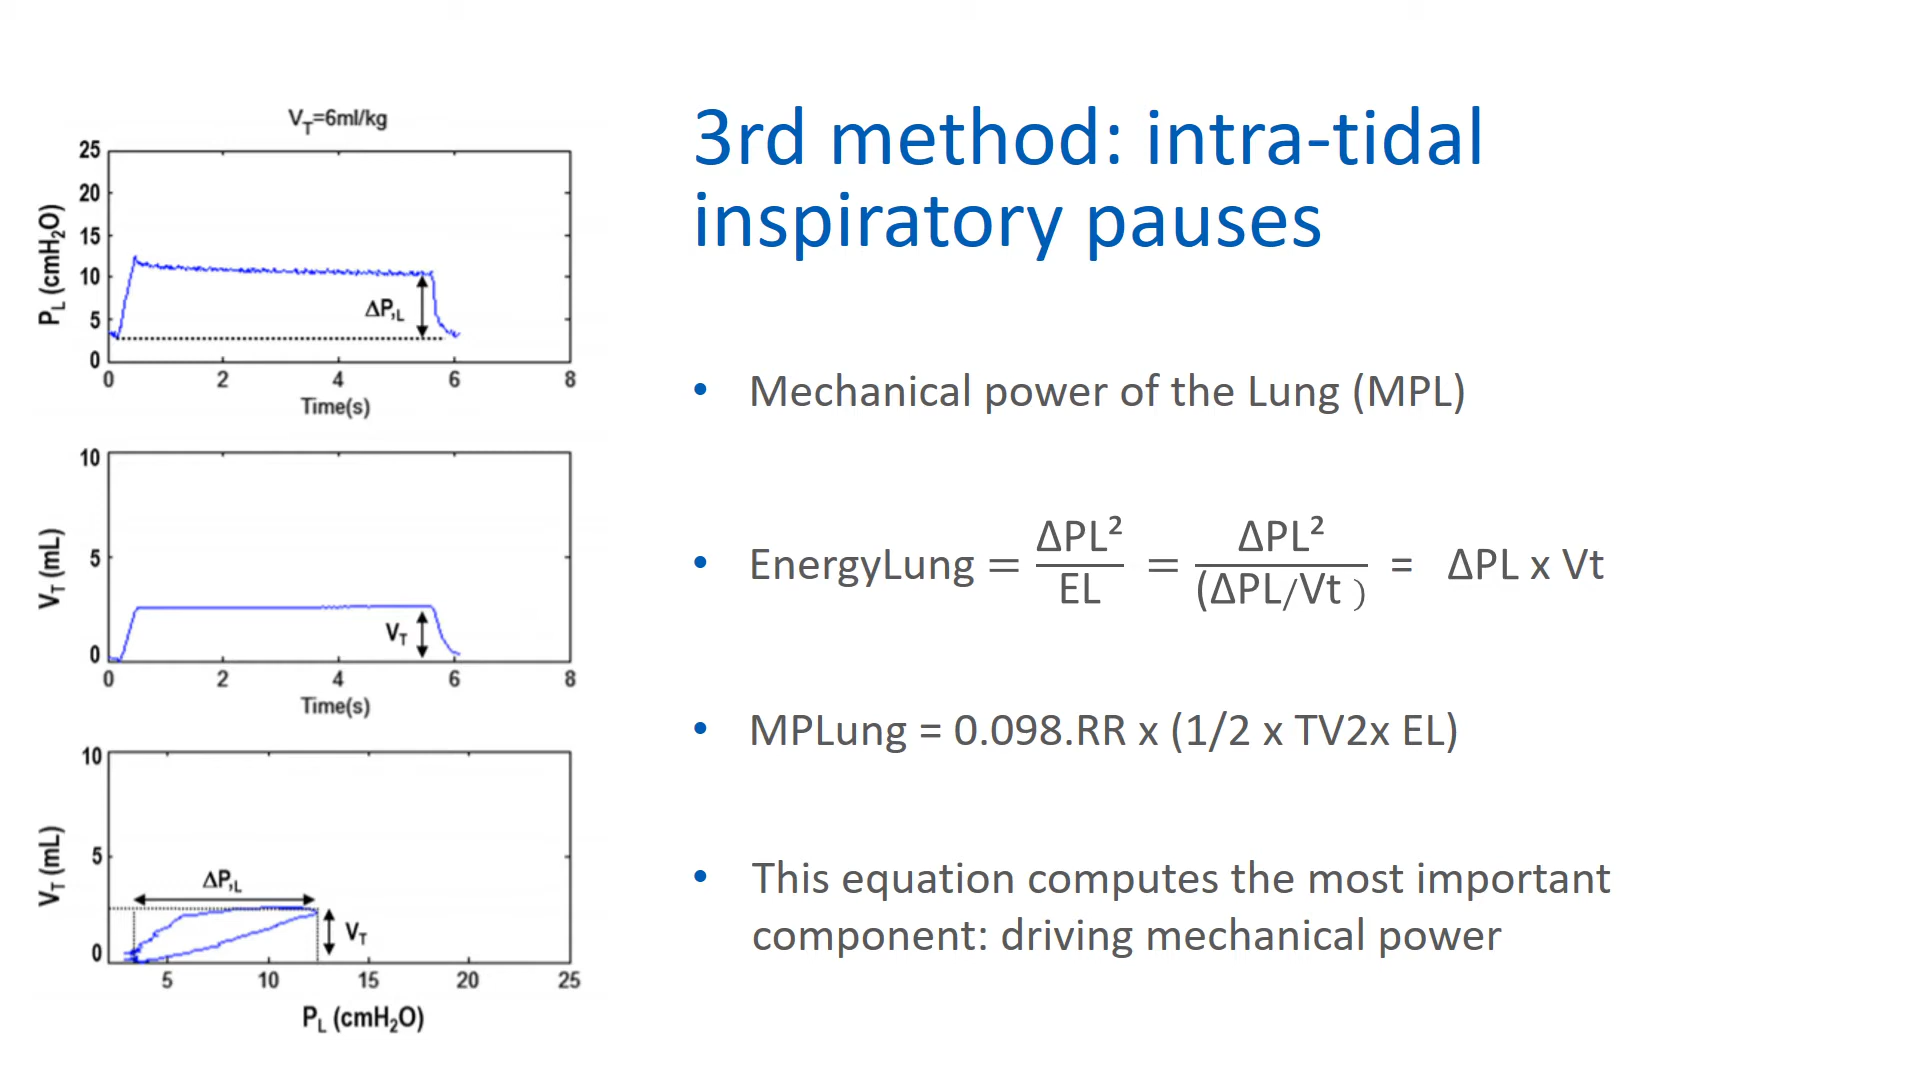 V_T=6ml/kg
25
20
15
10
5
0
P_L (cmH₂O)
ΔP,_L
0 2 4 6 8
Time(s)
10
5
0
V_T (mL)
V_T
0 2 4 6 8
Time(s)
10
5
0
V_T (mL)
ΔP,_L
V_T
5 10 15 20 25
P_L (cmH₂O)
3rd method: intra-tidal
inspiratory pauses
• Mechanical power of the Lung (MPL)
• EnergyLung = ΔPL²/EL = ΔPL²/(ΔPL/Vt ) = ΔPL x Vt
• MPLung = 0.098.RR x (1/2 x TV2x EL)
• This equation computes the most important
component: driving mechanical power